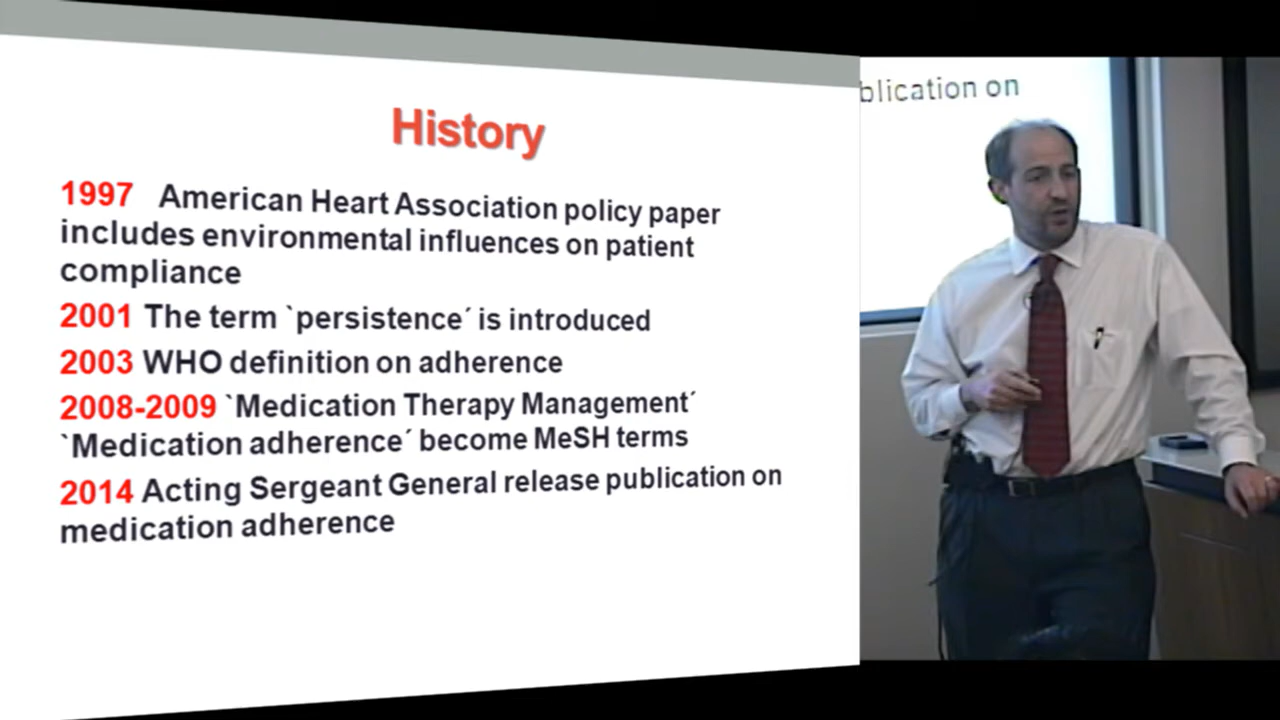 History
1997 American Heart Association policy paper
includes environmental influences on patient
compliance
2001 The term `persistence´ is introduced
2003 WHO definition on adherence
2008-2009 `Medication Therapy Management´
`Medication adherence´ become MeSH terms
2014 Acting Sergeant General release publication on
medication adherence
blication on